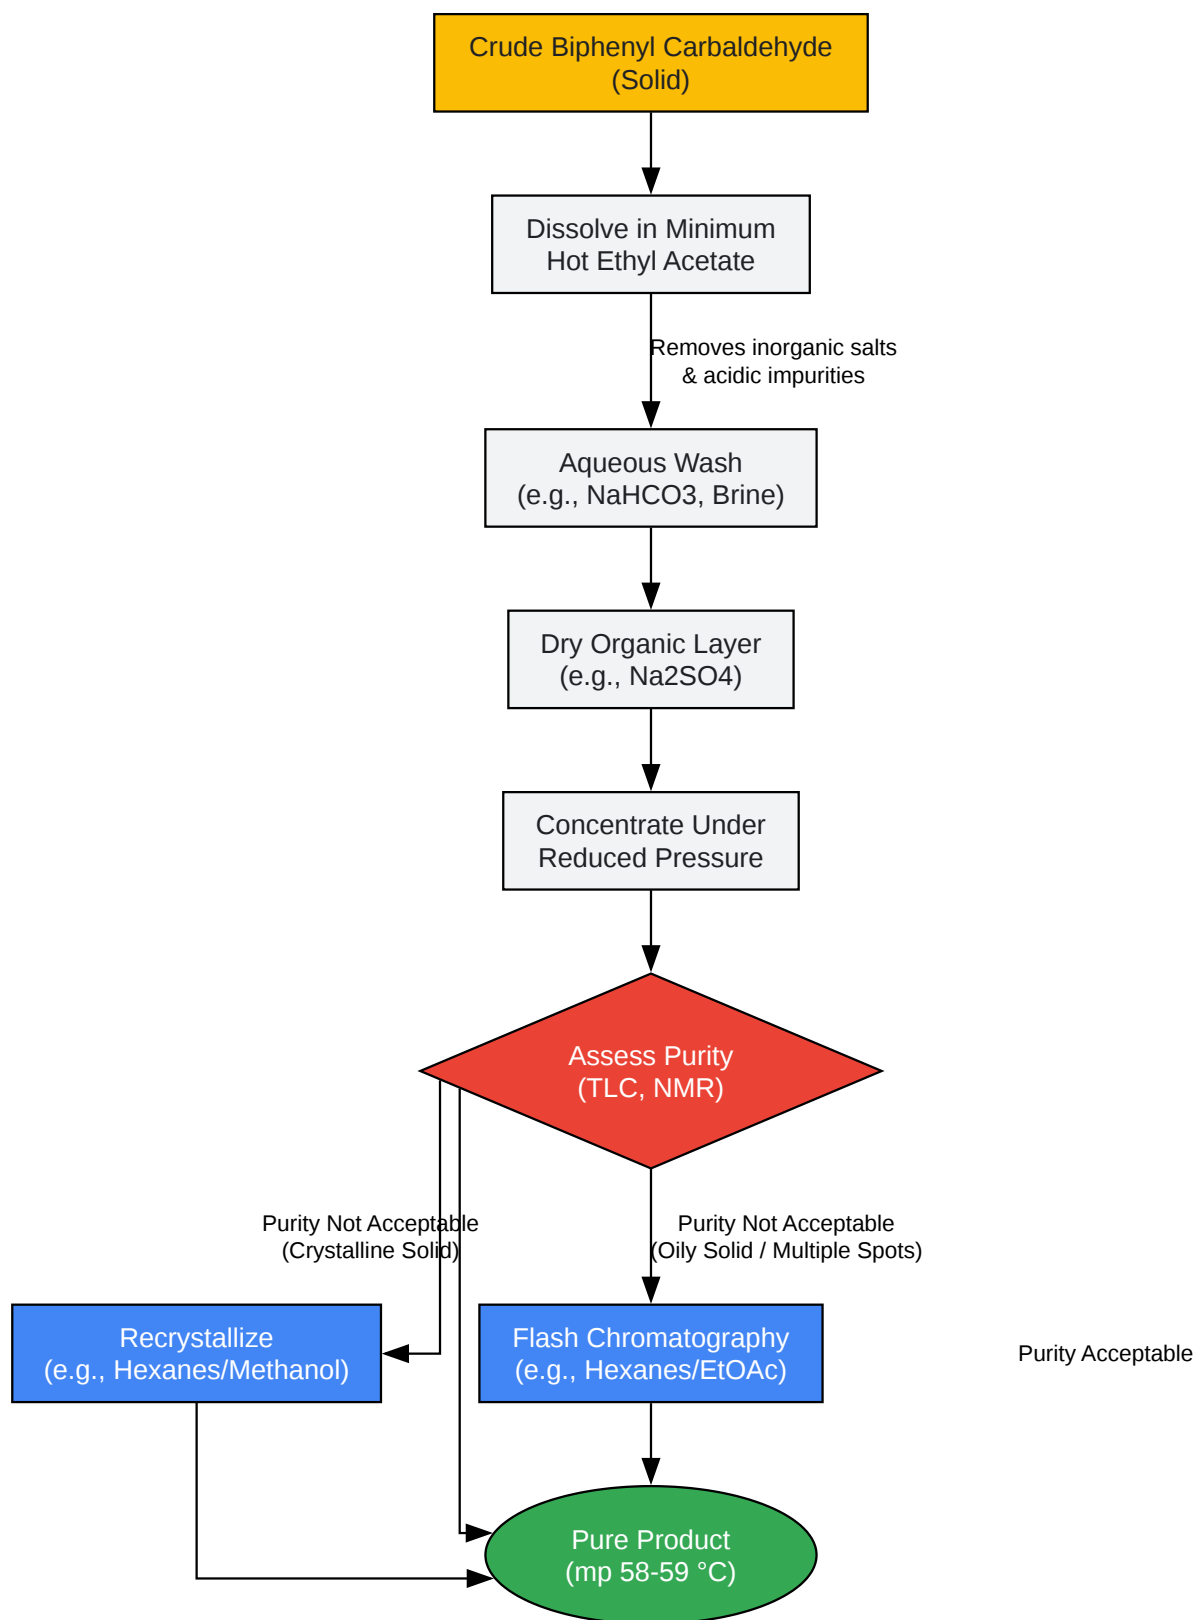 Crude Biphenyl Carbaldehyde
(Solid)
Dissolve in Minimum
Hot Ethyl Acetate
Removes inorganic salts
& acidic impurities
Aqueous Wash
(e.g., NaHCO3, Brine)
Dry Organic Layer
(e.g., Na2SO4)
Concentrate Under
Reduced Pressure
Assess Purity
(TLC, NMR)
Purity Not Acceptable
(Crystalline Solid)
Purity Not Acceptable
(Oily Solid / Multiple Spots)
Recrystallize
(e.g., Hexanes/Methanol)
Flash Chromatography
(e.g., Hexanes/EtOAc)
Purity Acceptable
Pure Product
(mp 58-59 °C)